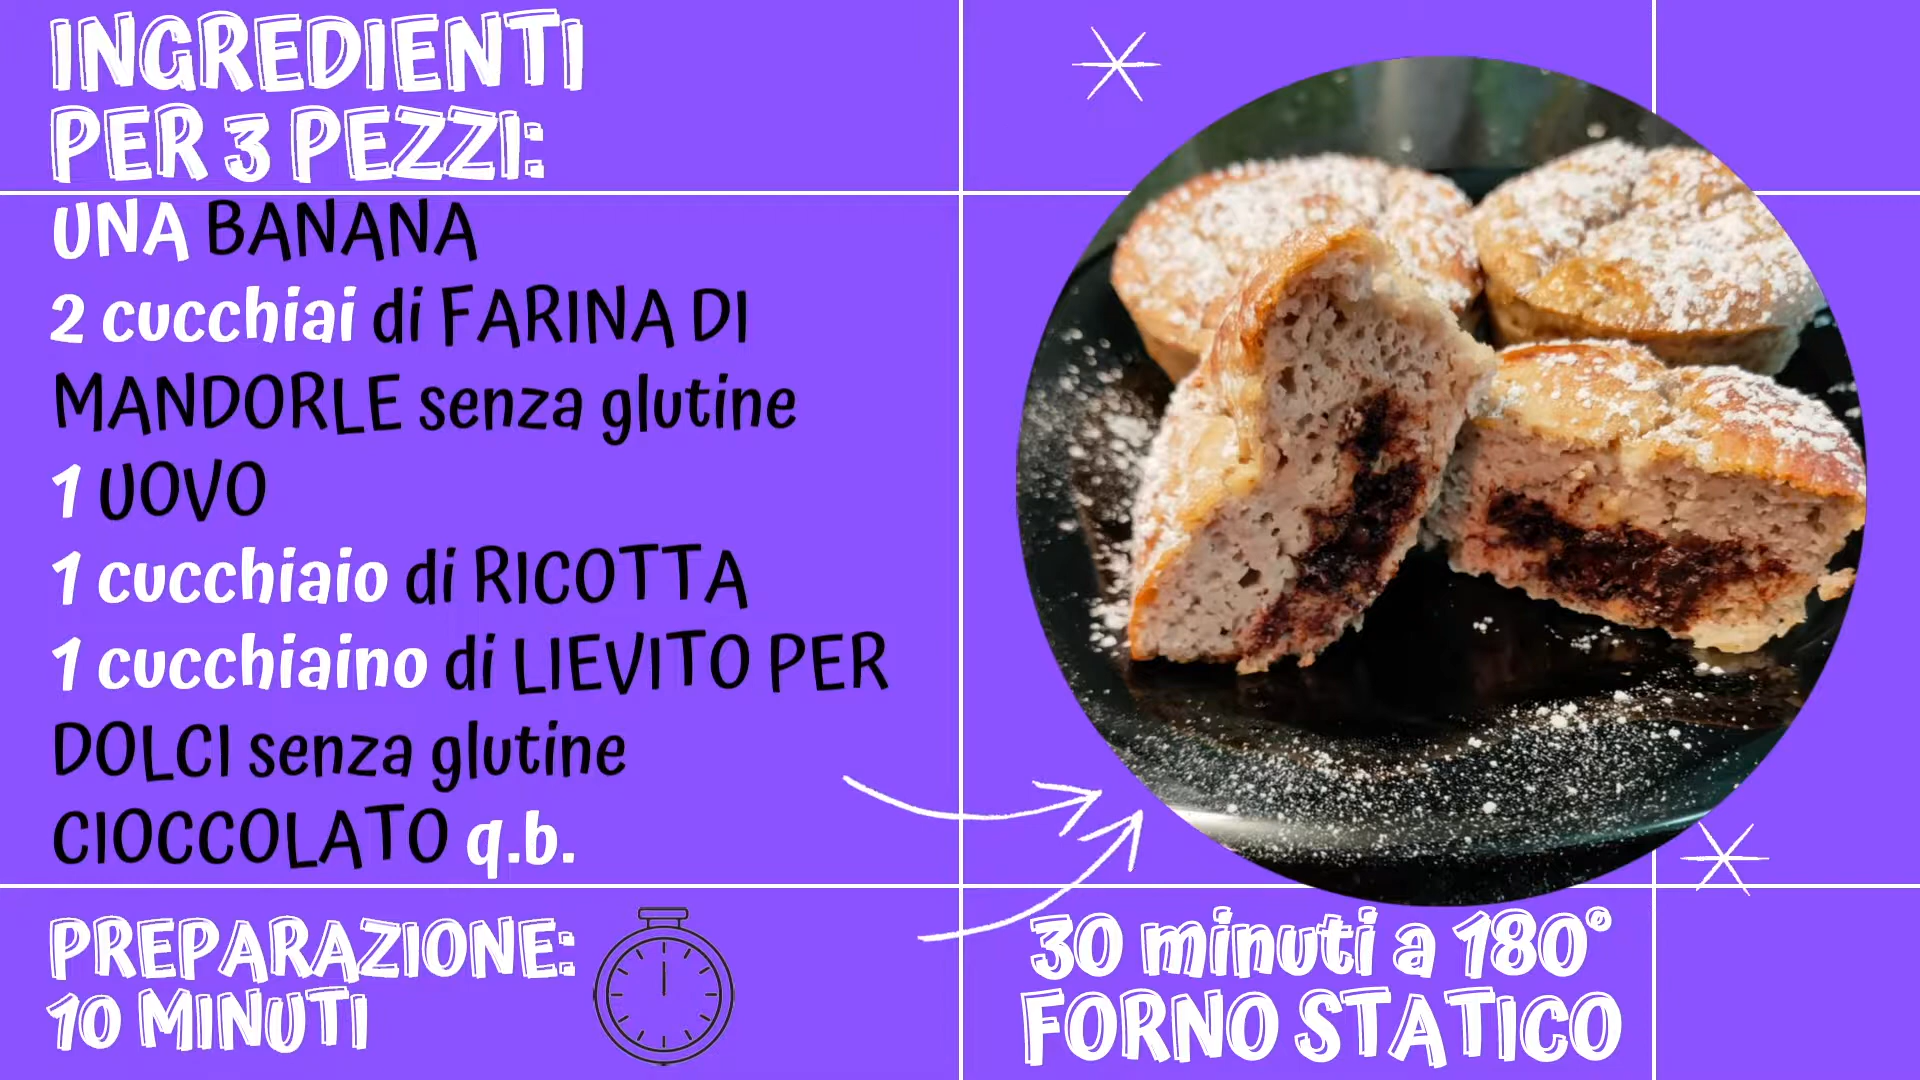 INGREDIENTI
PER 3 PEZZI:
UNA BANANA
2 cucchiai di FARINA DI
MANDORLE senza glutine
1 UOVO
1 cucchiaio di RICOTTA
1 cucchiaino di LIEVITO PER
DOLCI senza glutine
CIOCCOLATO q.b.
PREPARAZIONE:
10 MINUTI
30 minuti a 180°
FORNO STATICO